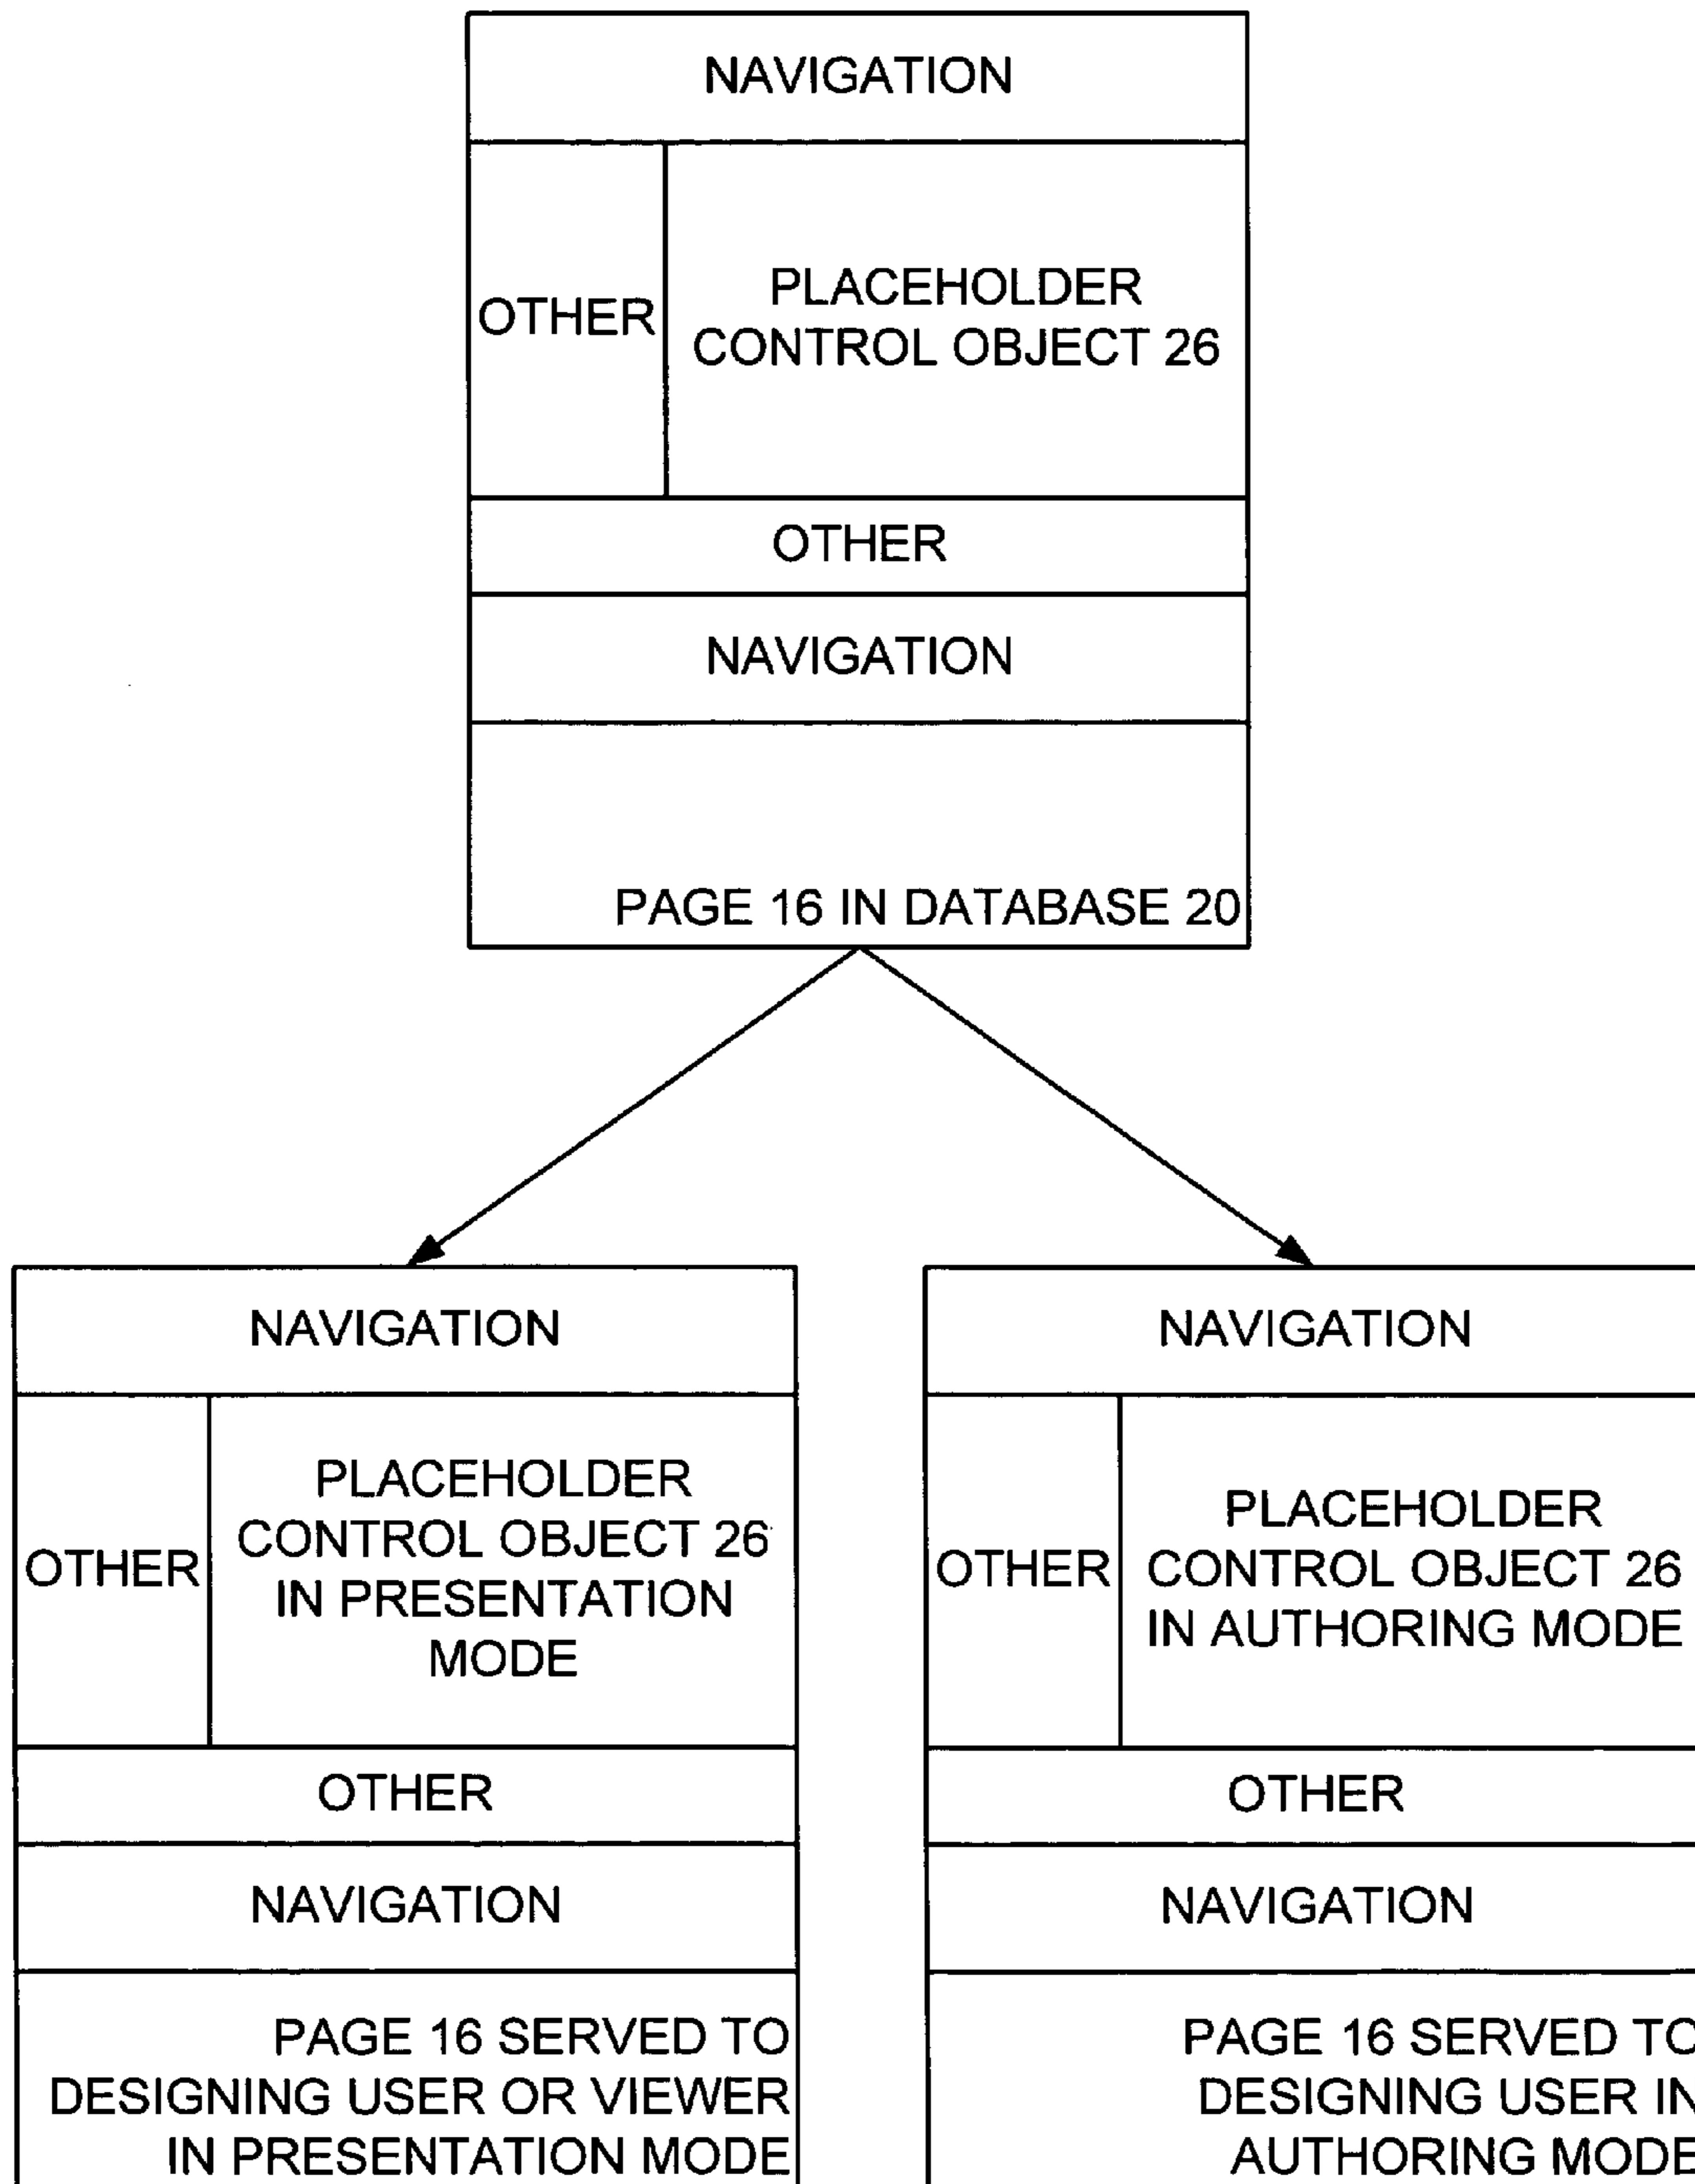 NAVIGATION
OTHER
PLACEHOLDER
CONTROL OBJECT 26
OTHER
NAVIGATION
PAGE 16 IN DATABASE 20
NAVIGATION
OTHER
PLACEHOLDER
CONTROL OBJECT 26
IN PRESENTATION
MODE
OTHER
NAVIGATION
PAGE 16 SERVED TO
DESIGNING USER OR VIEWER
IN PRESENTATION MODE
NAVIGATION
OTHER
PLACEHOLDER
CONTROL OBJECT 26
IN AUTHORING MODE
OTHER
NAVIGATION
PAGE 16 SERVED TO
DESIGNING USER IN
AUTHORING MODE